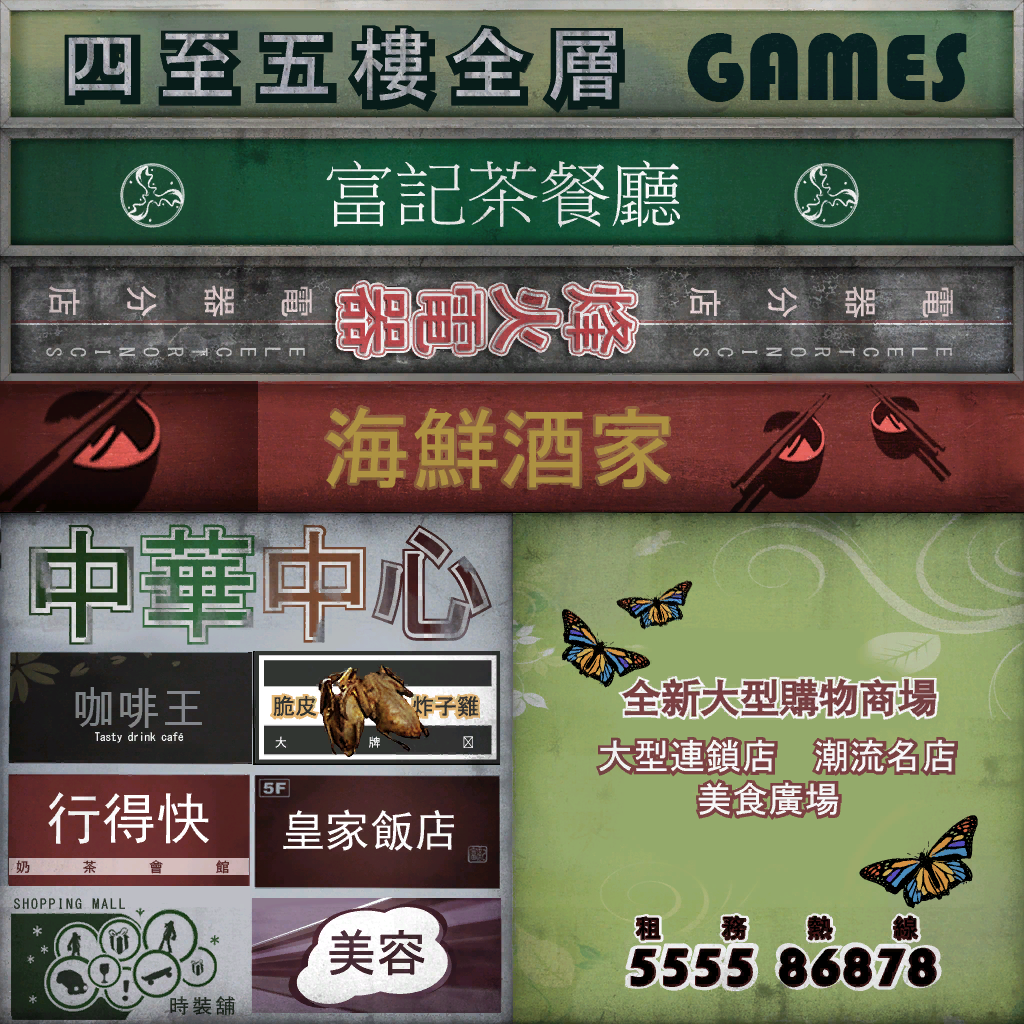 四至五樓全層 GAMES
富記茶餐廳
電器分店 烽火電器 電器分店
ELECTRONICS ELECTRONICS
海鮮酒家
中華中心
咖啡王
Tasty drink café
脆皮 炸子雞
大牌
行得快
奶茶會館
5F
皇家飯店
SHOPPING MALL
時裝舖
美容
全新大型購物商場
大型連鎖店 潮流名店
美食廣場
租務熱線
5555 86878